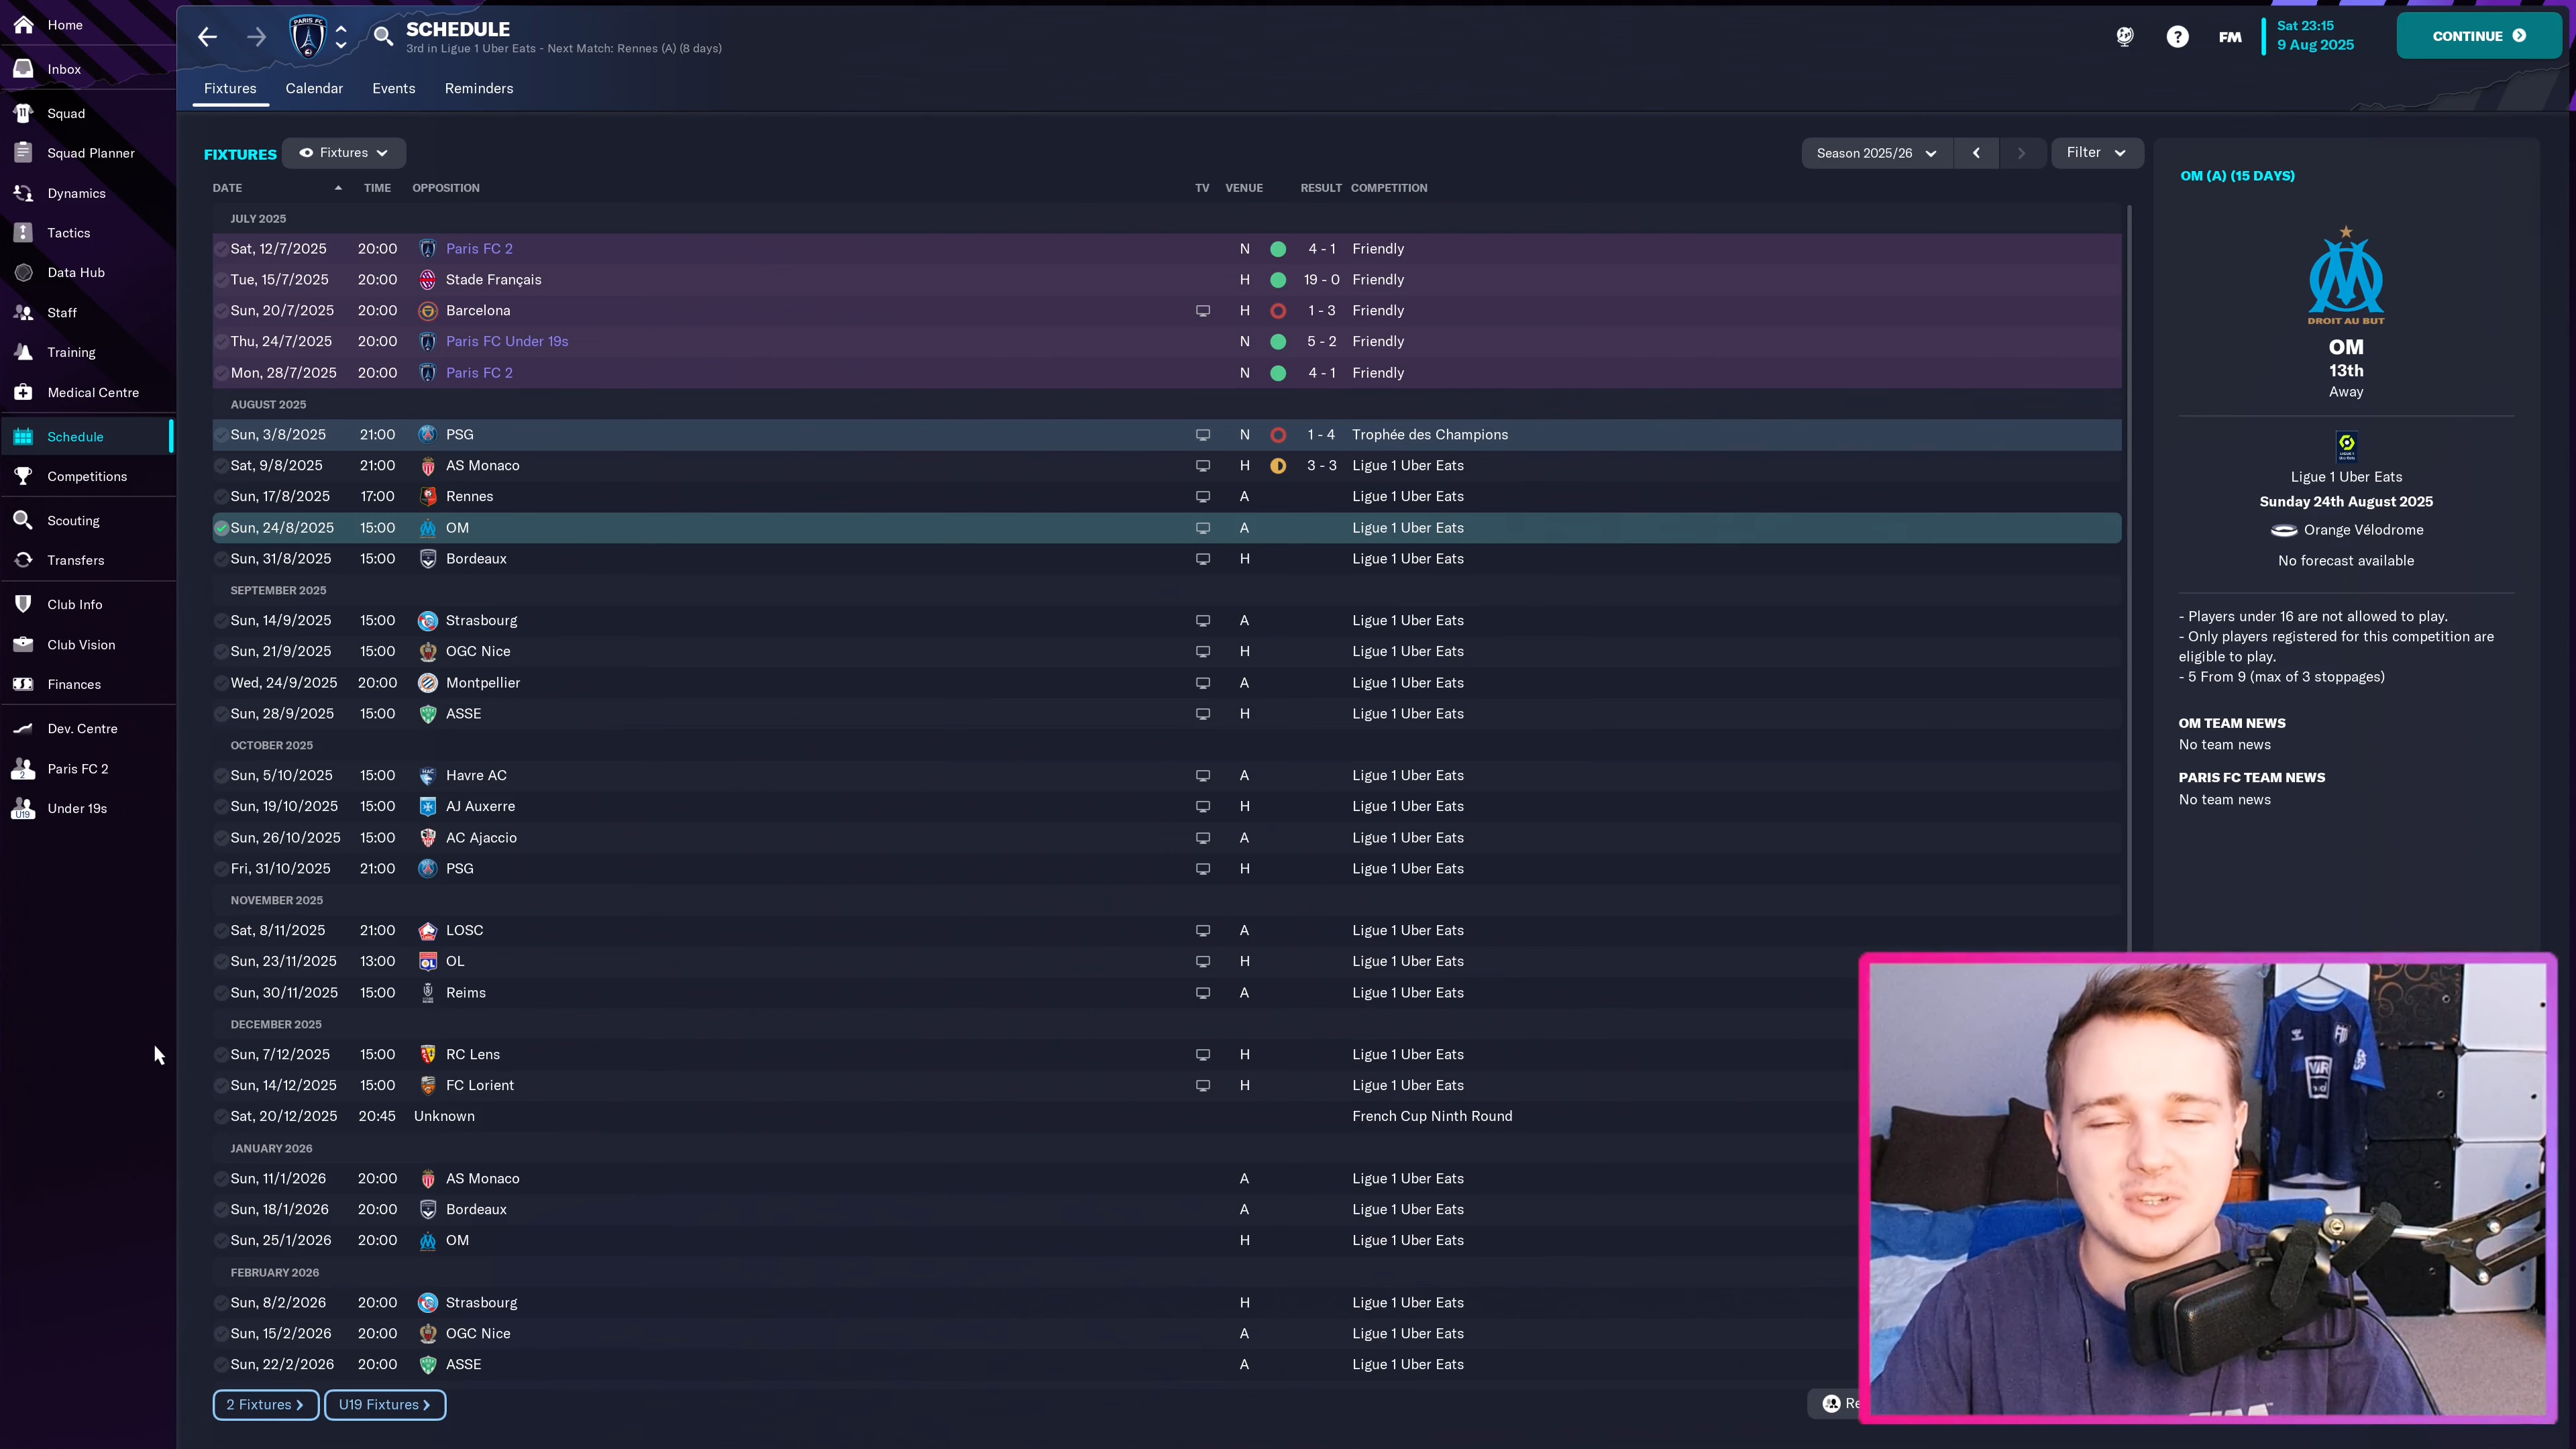 Home
Inbox
Squad
Squad Planner
Dynamics
Tactics
Data Hub
Staff
Training
Medical Centre
Schedule
Competitions
Scouting
Transfers
Club Info
Club Vision
Finances
Dev. Centre
2 Paris FC 2
U19 Under 19s
PARIS FC
SCHEDULE
3rd in Ligue 1 Uber Eats - Next Match: Rennes (A) (8 days)
FM
Sat 23:15
9 Aug 2025
CONTINUE
Fixtures Calendar Events Reminders
FIXTURES Fixtures Season 2025/26 Filter
DATE TIME OPPOSITION TV VENUE RESULT COMPETITION
JULY 2025
Sat, 12/7/2025 20:00 Paris FC 2 N 4 - 1 Friendly
Tue, 15/7/2025 20:00 Stade Français H 19 - 0 Friendly
Sun, 20/7/2025 20:00 Barcelona H 1 - 3 Friendly
Thu, 24/7/2025 20:00 Paris FC Under 19s N 5 - 2 Friendly
Mon, 28/7/2025 20:00 Paris FC 2 N 4 - 1 Friendly
AUGUST 2025
Sun, 3/8/2025 21:00 PSG N 1 - 4 Trophée des Champions
Sat, 9/8/2025 21:00 AS Monaco H 3 - 3 Ligue 1 Uber Eats
Sun, 17/8/2025 17:00 Rennes A Ligue 1 Uber Eats
Sun, 24/8/2025 15:00 OM A Ligue 1 Uber Eats
Sun, 31/8/2025 15:00 Bordeaux H Ligue 1 Uber Eats
SEPTEMBER 2025
Sun, 14/9/2025 15:00 Strasbourg A Ligue 1 Uber Eats
Sun, 21/9/2025 15:00 OGC Nice H Ligue 1 Uber Eats
Wed, 24/9/2025 20:00 Montpellier A Ligue 1 Uber Eats
Sun, 28/9/2025 15:00 ASSE H Ligue 1 Uber Eats
OCTOBER 2025
Sun, 5/10/2025 15:00 Havre AC A Ligue 1 Uber Eats
Sun, 19/10/2025 15:00 AJ Auxerre H Ligue 1 Uber Eats
Sun, 26/10/2025 15:00 AC Ajaccio A Ligue 1 Uber Eats
Fri, 31/10/2025 21:00 PSG H Ligue 1 Uber Eats
NOVEMBER 2025
Sat, 8/11/2025 21:00 LOSC A Ligue 1 Uber Eats
Sun, 23/11/2025 13:00 OL H Ligue 1 Uber Eats
Sun, 30/11/2025 15:00 Reims A Ligue 1 Uber Eats
DECEMBER 2025
Sun, 7/12/2025 15:00 RC Lens H Ligue 1 Uber Eats
Sun, 14/12/2025 15:00 FC Lorient H Ligue 1 Uber Eats
Sat, 20/12/2025 20:45 Unknown French Cup Ninth Round
JANUARY 2026
Sun, 11/1/2026 20:00 AS Monaco A Ligue 1 Uber Eats
Sun, 18/1/2026 20:00 Bordeaux A Ligue 1 Uber Eats
Sun, 25/1/2026 20:00 OM H Ligue 1 Uber Eats
FEBRUARY 2026
Sun, 8/2/2026 20:00 Strasbourg H Ligue 1 Uber Eats
Sun, 15/2/2026 20:00 OGC Nice A Ligue 1 Uber Eats
Sun, 22/2/2026 20:00 ASSE A Ligue 1 Uber Eats
2 Fixtures U19 Fixtures
OM (A) (15 DAYS)
DROIT AU BUT
OM
13th
Away
Ligue 1 Uber Eats
Sunday 24th August 2025
Orange Vélodrome
No forecast available
- Players under 16 are not allowed to play.
- Only players registered for this competition are
eligible to play.
- 5 From 9 (max of 3 stoppages)
OM TEAM NEWS
No team news
PARIS FC TEAM NEWS
No team news